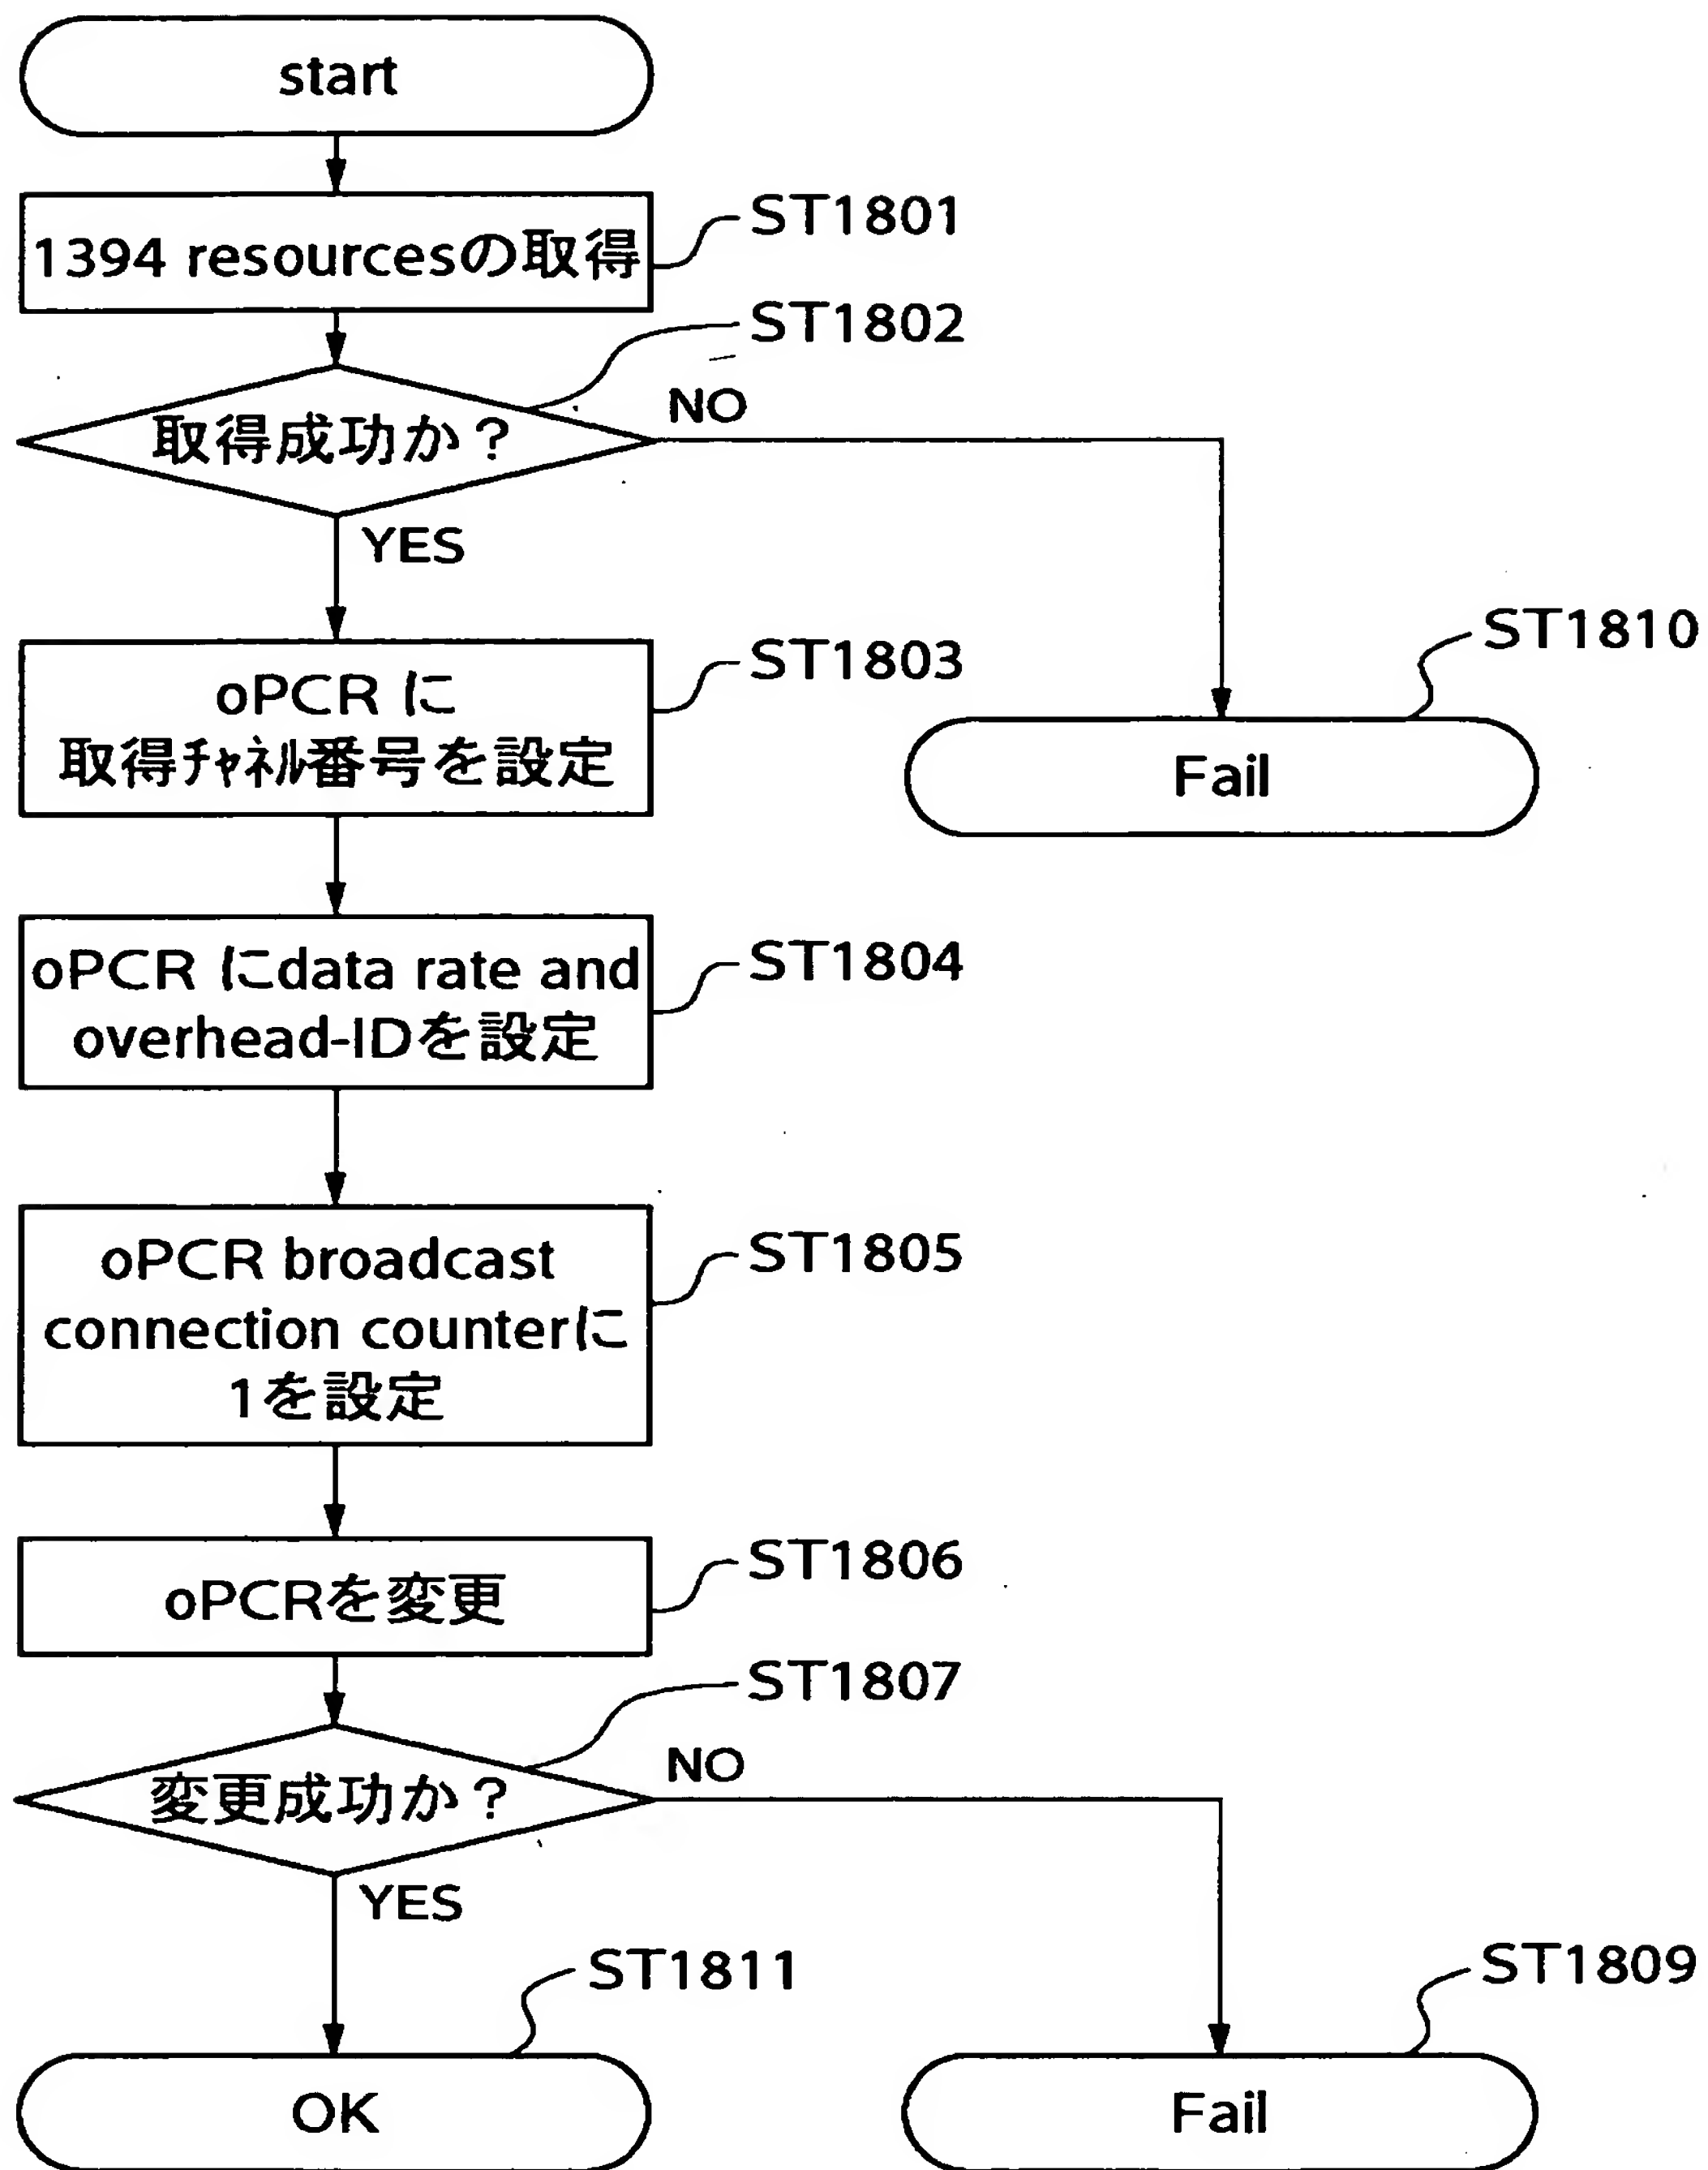 start
1394 resourcesの取得
ST1801
ST1802
取得成功か？
NO
YES
ST1810
Fail
oPCR に
取得ﾁｬﾈﾙ番号を設定
ST1803
oPCR にdata rate and
overhead-IDを設定
ST1804
oPCR broadcast
connection counterに
1を設定
ST1805
oPCRを変更
ST1806
ST1807
変更成功か？
NO
YES
ST1811
OK
ST1809
Fail